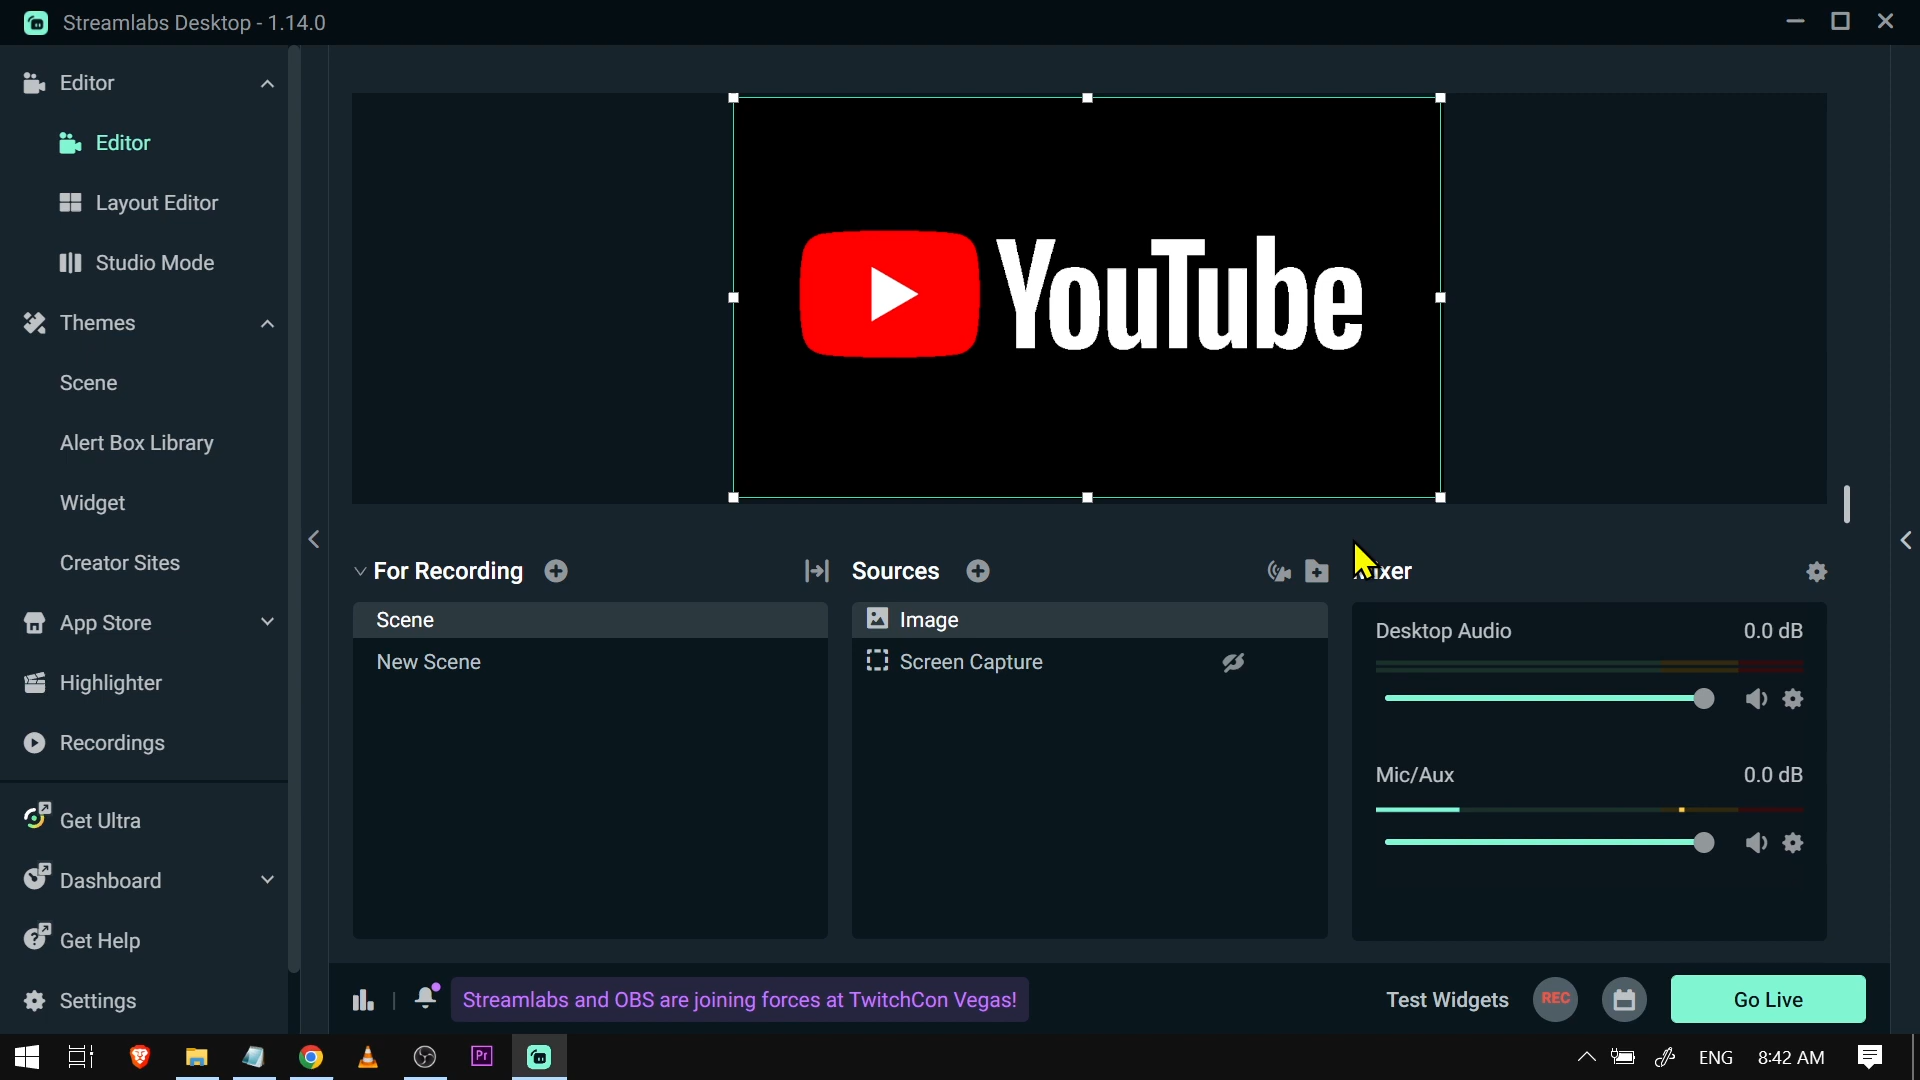 Streamlabs Desktop - 1.14.0
Editor
Editor
Layout Editor
Studio Mode
Themes
Scene
Alert Box Library
Widget
Creator Sites
App Store
Highlighter
Recordings
Get Ultra
Dashboard
Get Help
Settings
YouTube
For Recording
Scene
New Scene
Sources
Image
Screen Capture
Desktop Audio 0.0 dB
Mic/Aux 0.0 dB
Streamlabs and OBS are joining forces at TwitchCon Vegas!
Test Widgets
REC
Go Live
Pr
ENG 8:42 AM